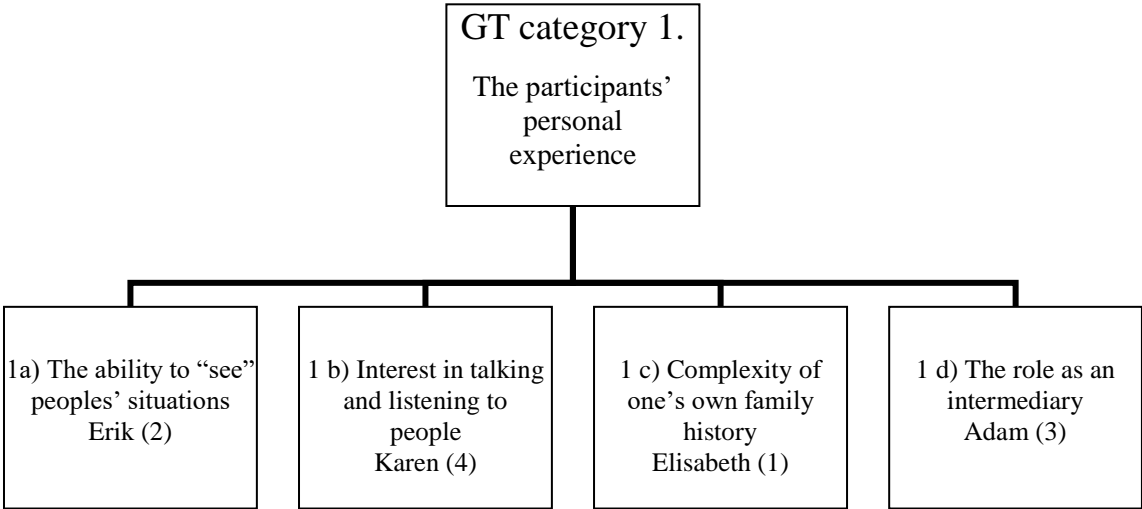 GT category 1.
The participants’
personal
experience
1a) The ability to “see”
peoples’ situations
Erik (2)
1 b) Interest in talking
and listening to
people
Karen (4)
1 c) Complexity of
one’s own family
history
Elisabeth (1)
1 d) The role as an
intermediary
Adam (3)